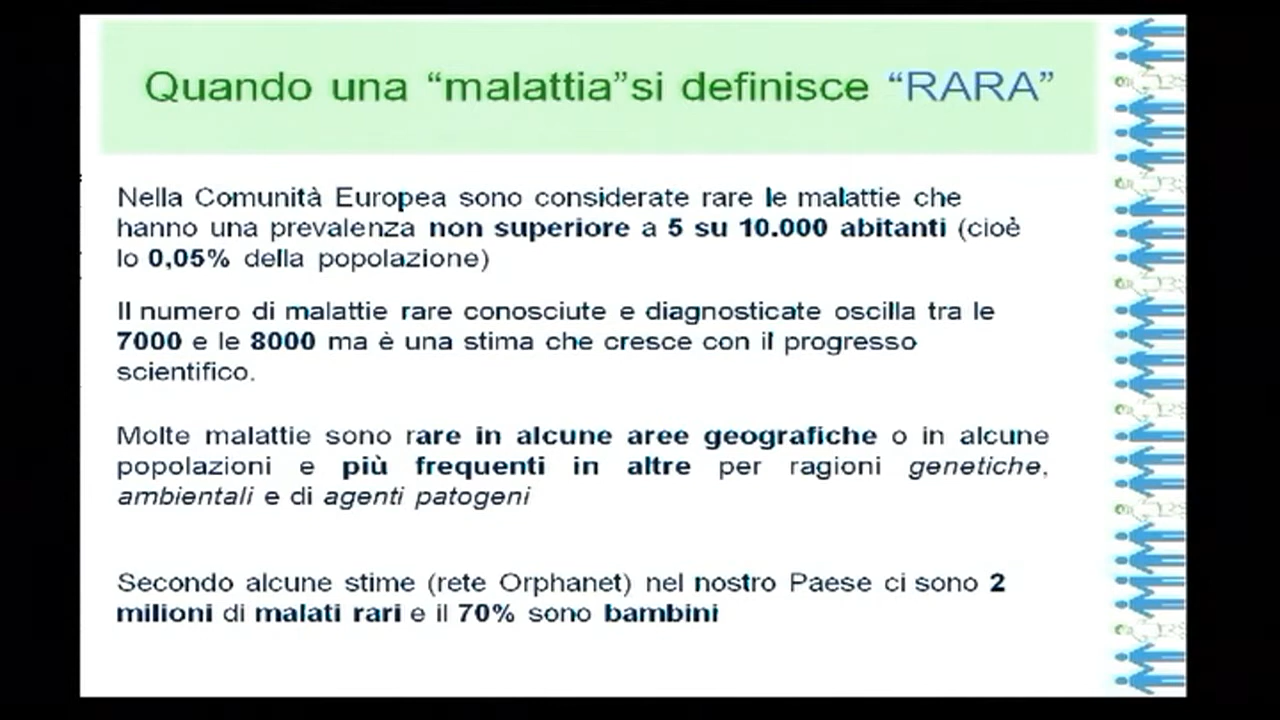 Quando una “malattia”si definisce “RARA”
Nella Comunità Europea sono considerate rare le malattie che
hanno una prevalenza non superiore a 5 su 10.000 abitanti (cioè
lo 0,05% della popolazione)
Il numero di malattie rare conosciute e diagnosticate oscilla tra le
7000 e le 8000 ma è una stima che cresce con il progresso
scientifico.
Molte malattie sono rare in alcune aree geografiche o in alcune
popolazioni e più frequenti in altre per ragioni genetiche,
ambientali e di agenti patogeni
Secondo alcune stime (rete Orphanet) nel nostro Paese ci sono 2
milioni di malati rari e il 70% sono bambini